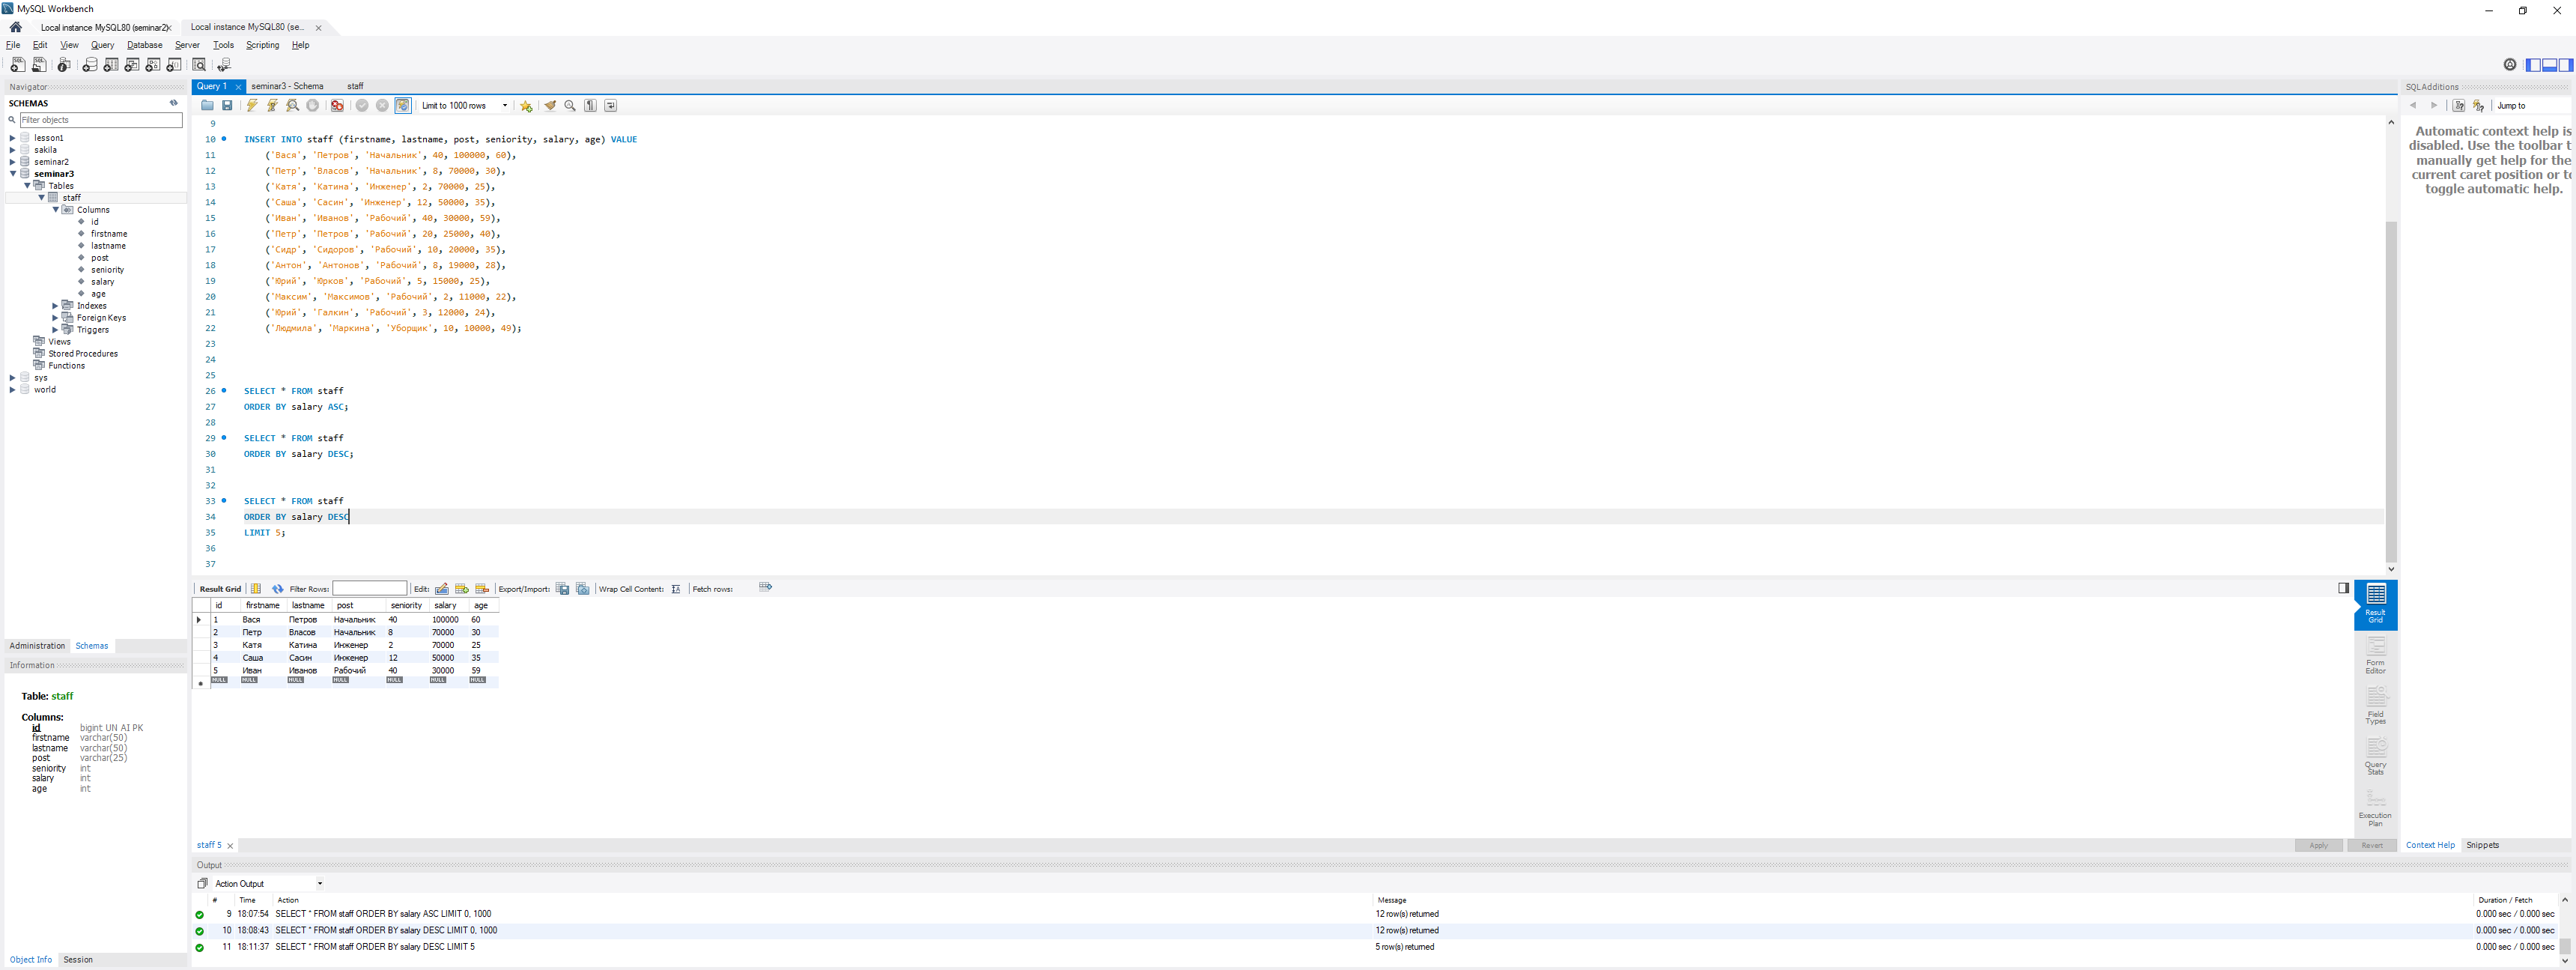 MySQL Workbench
Local instance MySQL80 (seminar2)
Local instance MySQL80 (se...
File Edit View Query Database Server Tools Scripting Help
Navigator
SCHEMAS
Filter objects
lesson1
sakila
seminar2
seminar3
Tables
staff
Columns
id
firstname
lastname
post
seniority
salary
age
Indexes
Foreign Keys
Triggers
Views
Stored Procedures
Functions
sys
world
Administration Schemas
Information
Table: staff
Columns:
id bigint UN AI PK
firstname varchar(50)
lastname varchar(50)
post varchar(25)
seniority int
salary int
age int
Object Info Session
Query 1 seminar3 - Schema staff
Limit to 1000 rows
9
10 INSERT INTO staff (firstname, lastname, post, seniority, salary, age) VALUE
11 ('Вася', 'Петров', 'Начальник', 40, 100000, 60),
12 ('Петр', 'Власов', 'Начальник', 8, 70000, 30),
13 ('Катя', 'Катина', 'Инженер', 2, 70000, 25),
14 ('Саша', 'Сасин', 'Инженер', 12, 50000, 35),
15 ('Иван', 'Иванов', 'Рабочий', 40, 30000, 59),
16 ('Петр', 'Петров', 'Рабочий', 20, 25000, 40),
17 ('Сидр', 'Сидоров', 'Рабочий', 10, 20000, 35),
18 ('Антон', 'Антонов', 'Рабочий', 8, 19000, 28),
19 ('Юрий', 'Юрков', 'Рабочий', 5, 15000, 25),
20 ('Максим', 'Максимов', 'Рабочий', 2, 11000, 22),
21 ('Юрий', 'Галкин', 'Рабочий', 3, 12000, 24),
22 ('Людмила', 'Маркина', 'Уборщик', 10, 10000, 49);
23
24
25
26 SELECT * FROM staff
27 ORDER BY salary ASC;
28
29 SELECT * FROM staff
30 ORDER BY salary DESC;
31
32
33 SELECT * FROM staff
34 ORDER BY salary DESC
35 LIMIT 5;
36
37
Result Grid Filter Rows: Edit: Export/Import: Wrap Cell Content: Fetch rows:
id firstname lastname post seniority salary age
1 Вася Петров Начальник 40 100000 60
2 Петр Власов Начальник 8 70000 30
3 Катя Катина Инженер 2 70000 25
4 Саша Сасин Инженер 12 50000 35
5 Иван Иванов Рабочий 40 30000 59
NULL NULL NULL NULL NULL NULL NULL
Result
Grid
Form
Editor
Field
Types
Query
Stats
Execution
Plan
staff 5
Apply Revert
Output
Action Output
# Time Action Message Duration / Fetch
9 18:07:54 SELECT * FROM staff ORDER BY salary ASC LIMIT 0, 1000 12 row(s) returned 0.000 sec / 0.000 sec
10 18:08:43 SELECT * FROM staff ORDER BY salary DESC LIMIT 0, 1000 12 row(s) returned 0.000 sec / 0.000 sec
11 18:11:37 SELECT * FROM staff ORDER BY salary DESC LIMIT 5 5 row(s) returned 0.000 sec / 0.000 sec
SQLAdditions
Jump to
Automatic context help is
disabled. Use the toolbar t
manually get help for the
current caret position or to
toggle automatic help.
Context Help Snippets